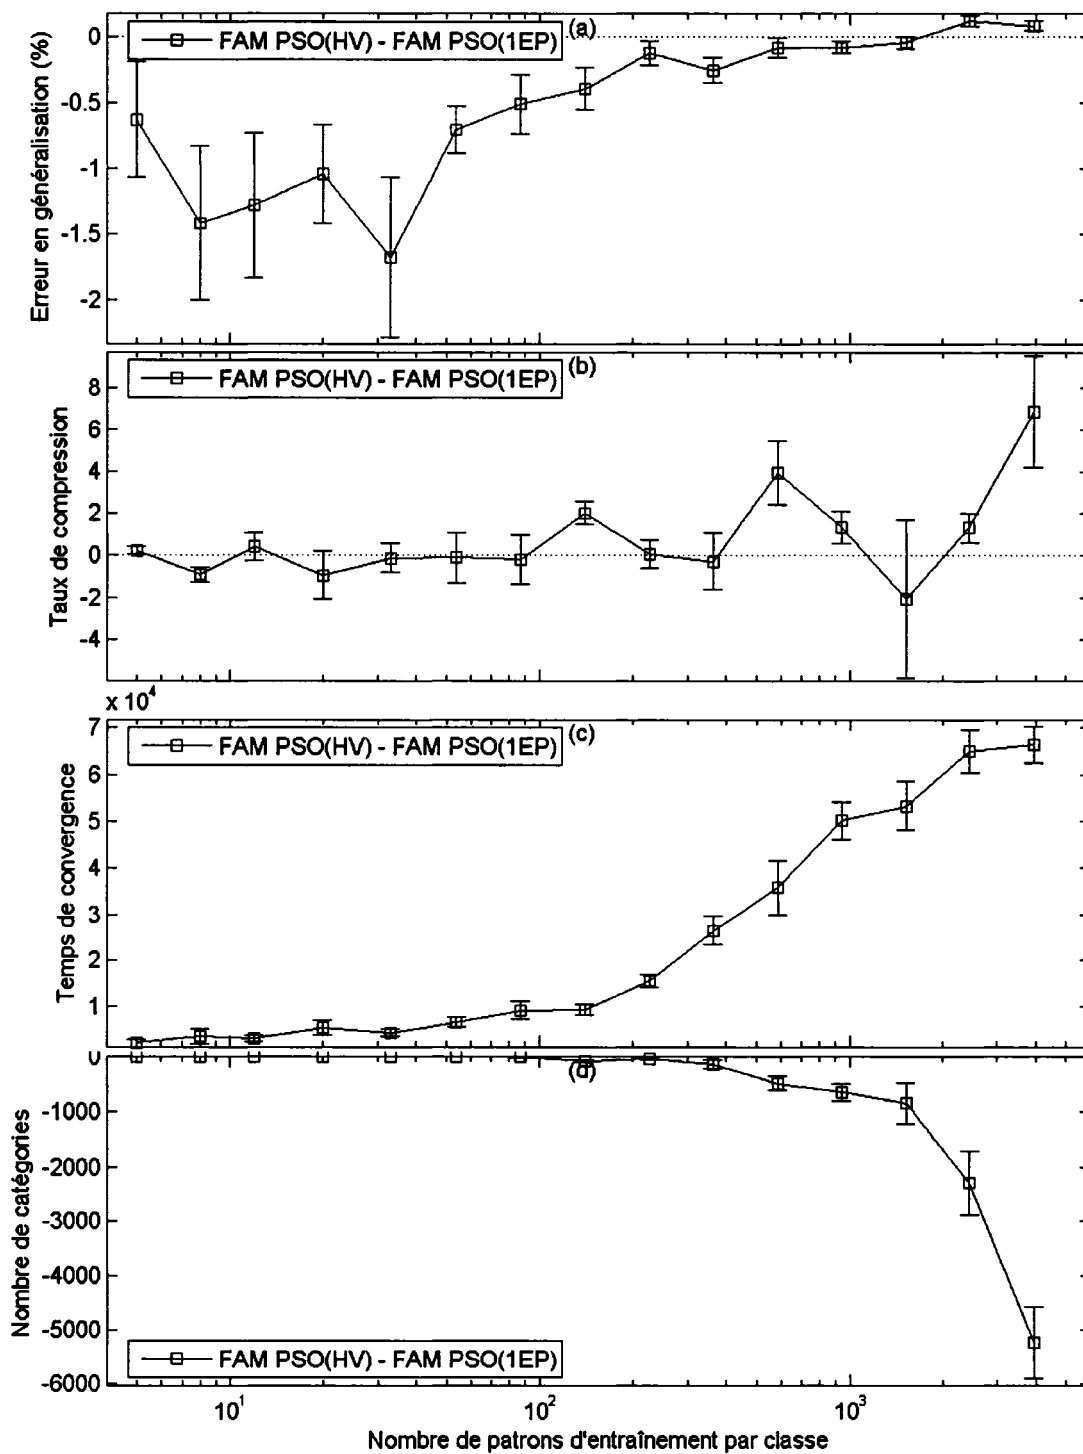 FAM PSO(HV) - FAM PSO(1EP)
(a)
Erreur en généralisation (%)
0
-0.5
-1
-1.5
-2
FAM PSO(HV) - FAM PSO(1EP)
(b)
Taux de compression
8
6
4
2
0
-2
-4
x 10^4
FAM PSO(HV) - FAM PSO(1EP)
(c)
Temps de convergence
7
6
5
4
3
2
1
(d)
Nombre de catégories
0
-1000
-2000
-3000
-4000
-5000
-6000
FAM PSO(HV) - FAM PSO(1EP)
10^1
10^2
10^3
Nombre de patrons d'entraînement par classe